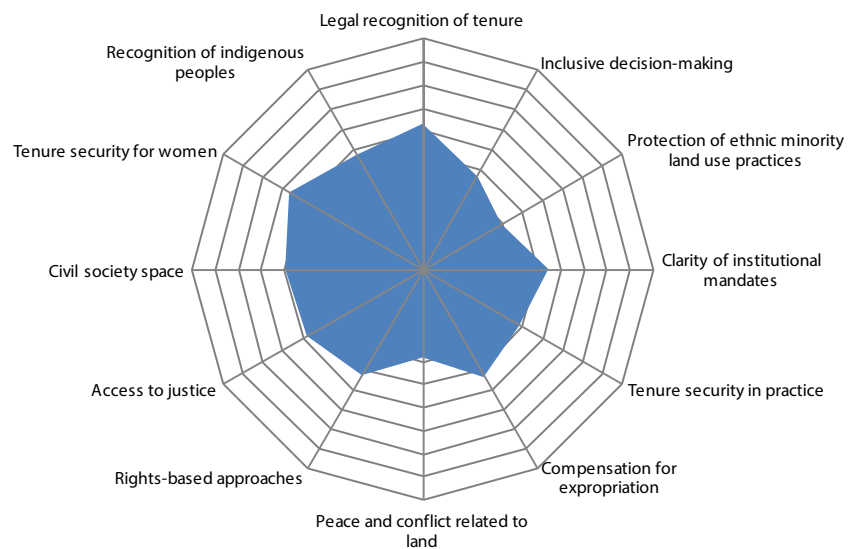 Legal recognition of tenure
Inclusive decision-making
Protection of ethnic minority
land use practices
Clarity of institutional
mandates
Tenure security in practice
Compensation for
expropriation
Peace and conflict related to
land
Rights-based approaches
Access to justice
Civil society space
Tenure security for women
Recognition of indigenous
peoples